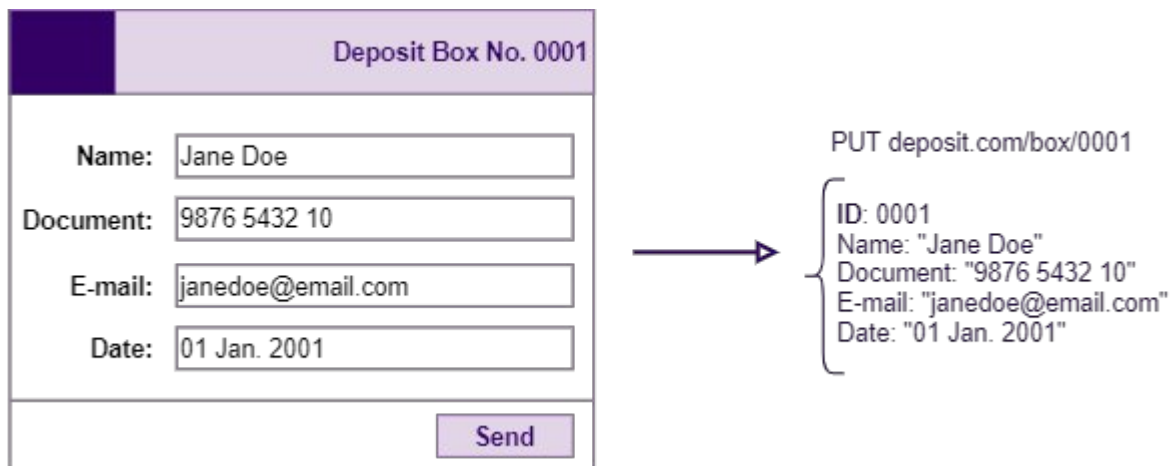 Deposit Box No. 0001
Name: Jane Doe
Document: 9876 5432 10
E-mail: janedoe@email.com
Date: 01 Jan. 2001
Send
PUT deposit.com/box/0001
ID: 0001
Name: "Jane Doe"
Document: "9876 5432 10"
E-mail: "janedoe@email.com"
Date: "01 Jan. 2001"